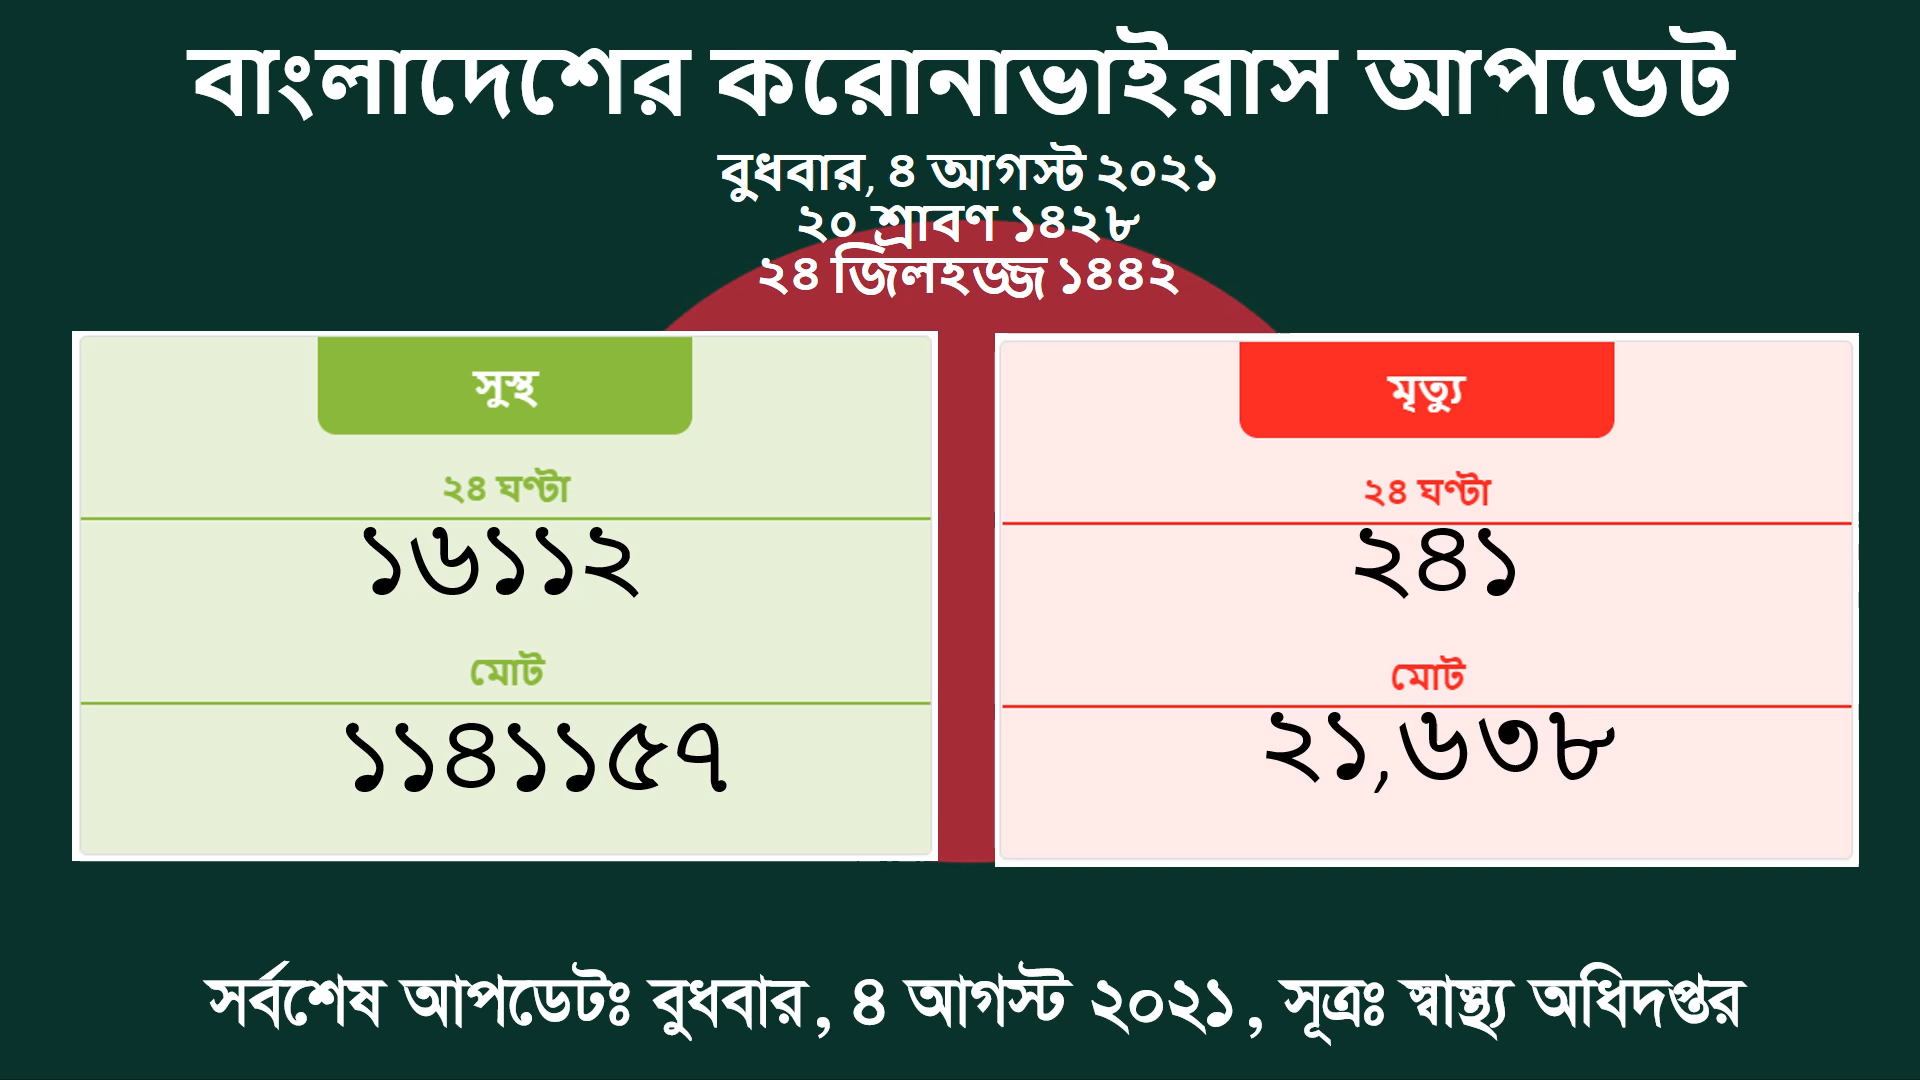 বাংলাদেশের করোনাভাইরাস আপডেট
বুধবার, ৪ আগস্ট ২০২১
২০ শ্রাবণ ১৪২৮
২৪ জিলহজ্জ ১৪৪২
সুস্থ
২৪ ঘণ্টা
১৬১১২
মোট
১১৪১১৫৭
মৃত্যু
২৪ ঘণ্টা
২৪১
মোট
২১,৬৩৮
সর্বশেষ আপডেটঃ বুধবার, ৪ আগস্ট ২০২১, সূত্রঃ স্বাস্থ্য অধিদপ্তর